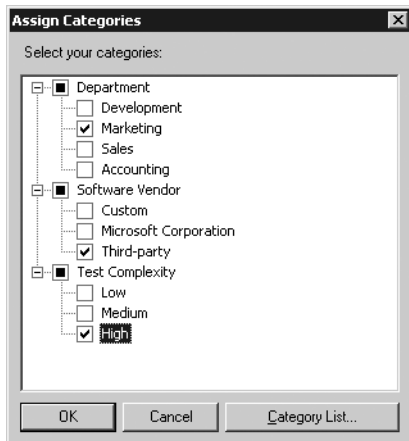 Assign Categories
Select your categories:
Department
Development
Marketing
Sales
Accounting
Software Vendor
Custom
Microsoft Corporation
Third-party
Test Complexity
Low
Medium
High
OK Cancel Category List...